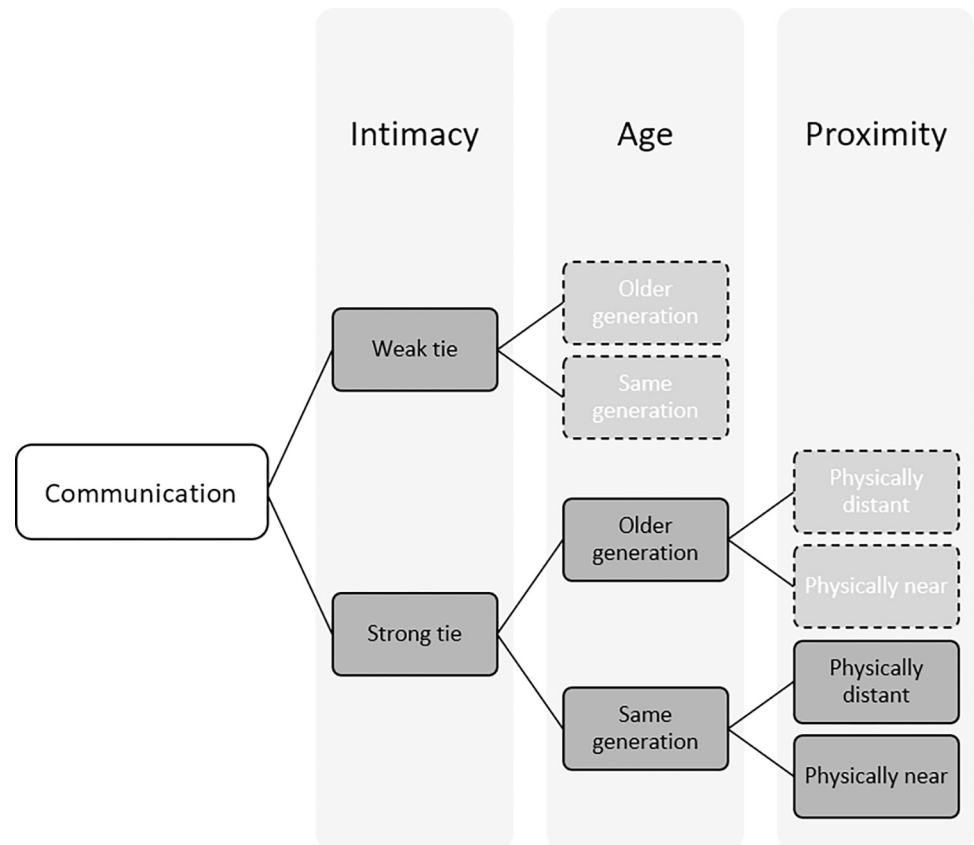 Intimacy
Age
Proximity
Older
generation
Weak tie
Same
generation
Communication
Physically
distant
Older
generation
Physically near
Strong tie
Physically
distant
Same
generation
Physically near